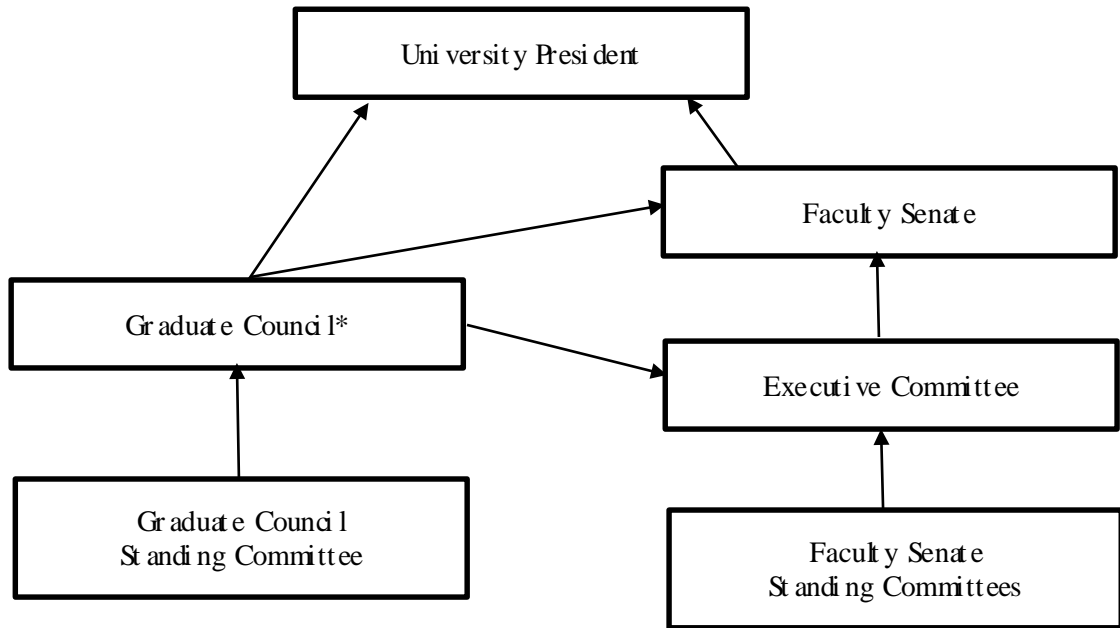 University President
Faculty Senate
Graduate Council*
Executive Committee
Graduate Council
Standing Committee
Faculty Senate
Standing Committees